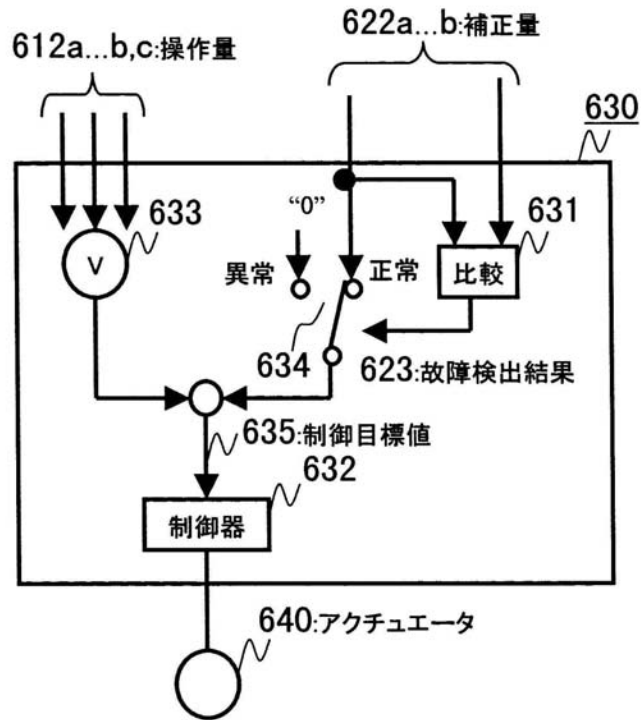 612a...b,c:操作量
622a...b:補正量
630
633
“0”
631
異常
正常
V
比較
634
623:故障検出結果
635:制御目標値
632
制御器
640:アクチュエータ